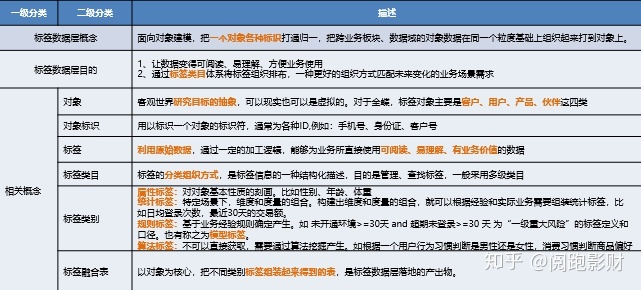 一级分类 二级分类 描述
标签数据层概念 面向对象建模，把一个对象各种标识打通归一，把跨业务板块、数据域的对象数据在同一个粒度基础上组织起来打到对象上。
标签数据层目的 1、让数据变得可阅读、易理解、方便业务使用
2、通过标签类目体系将标签组织排布，一种更好的组织方式匹配未来变化的业务场景需求
相关概念
对象 客观世界研究目标的抽象，可以现实也可以是虚拟的。对于金蝶，标签对象主要是客户、用户、产品、伙伴这四类
对象标识 用以标识一个对象的标识符，通常为各种ID,例如：手机号、身份证、客户号
标签 利用原始数据，通过一定的加工逻辑，能够为业务所直接使用可阅读、易理解、有业务价值的数据
标签类目 标签的分类组织方式，是标签信息的一种结构化描述，目的是管理、查找标签，一般采用多级类目
标签类别
属性标签：对对象基本性质的刻画。比如性别、年龄、体重
统计标签：特定场景下，维度和度量的组合。构建出维度和度量的组合，就可以根据经验和实际业务需要组装统计标签，比
如日均登录次数，最近30天的交易额。
规则标签：基于业务经验规则确定产生。如 未开通环境>=30天 and 超期未登录>=30 天 为 “一级重大风险”的标签定义和
口径。也有称之为模型标签。
算法标签：不可以直接获取，需要通过算法挖掘产生。如根据一个用户行为习惯判断是男性还是女性，消费习惯判断商品偏好
标签融合表 以对象为核心，把不同类别标签组装起来得到的表，是标签数据层落地的产出物。
知乎 @阅跑影财